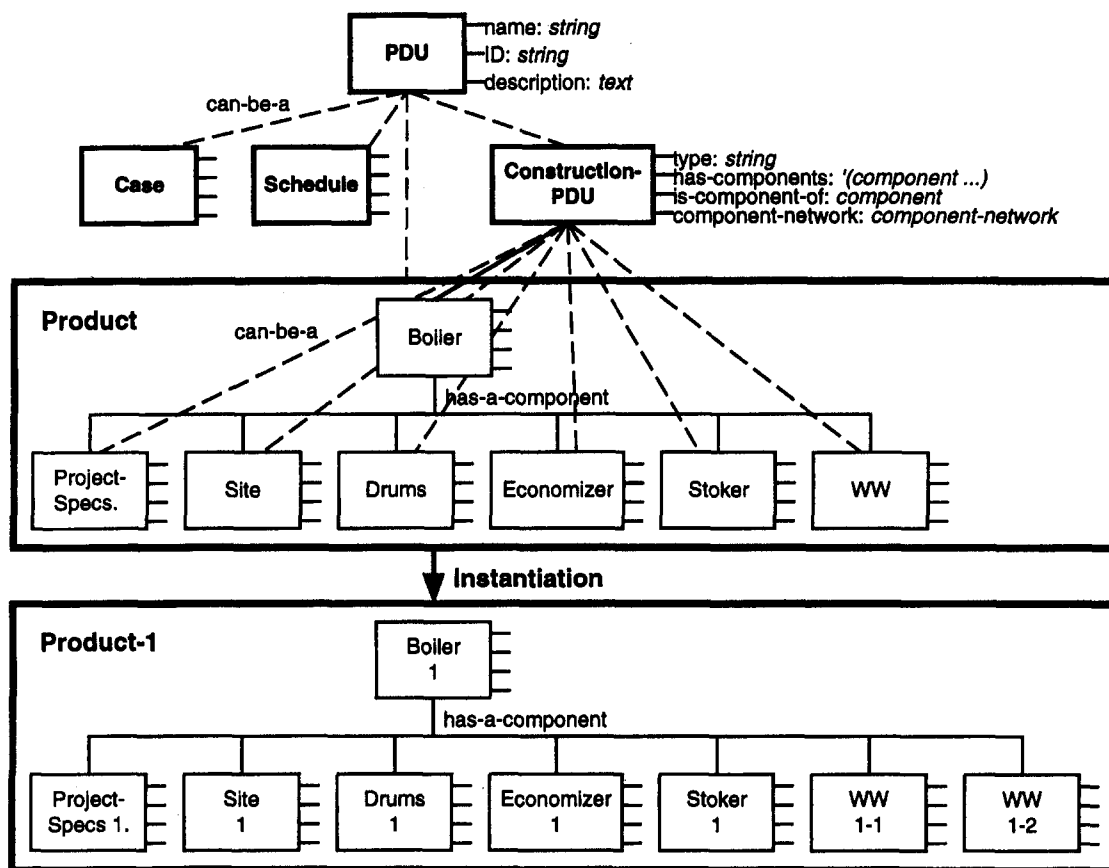 PDU
name: string
ID: string
description: text
can-be-a
Case
Schedule
Construction-
PDU
type: string
has-components: '(component ...)
is-component-of: component
component-network: component-network
Product
can-be-a
Boiler
has-a-component
Project-
Specs.
Site
Drums
Economizer
Stoker
WW
Instantiation
Product-1
Boiler
1
has-a-component
Project-
Specs 1.
Site
1
Drums
1
Economizer
1
Stoker
1
WW
1-1
WW
1-2